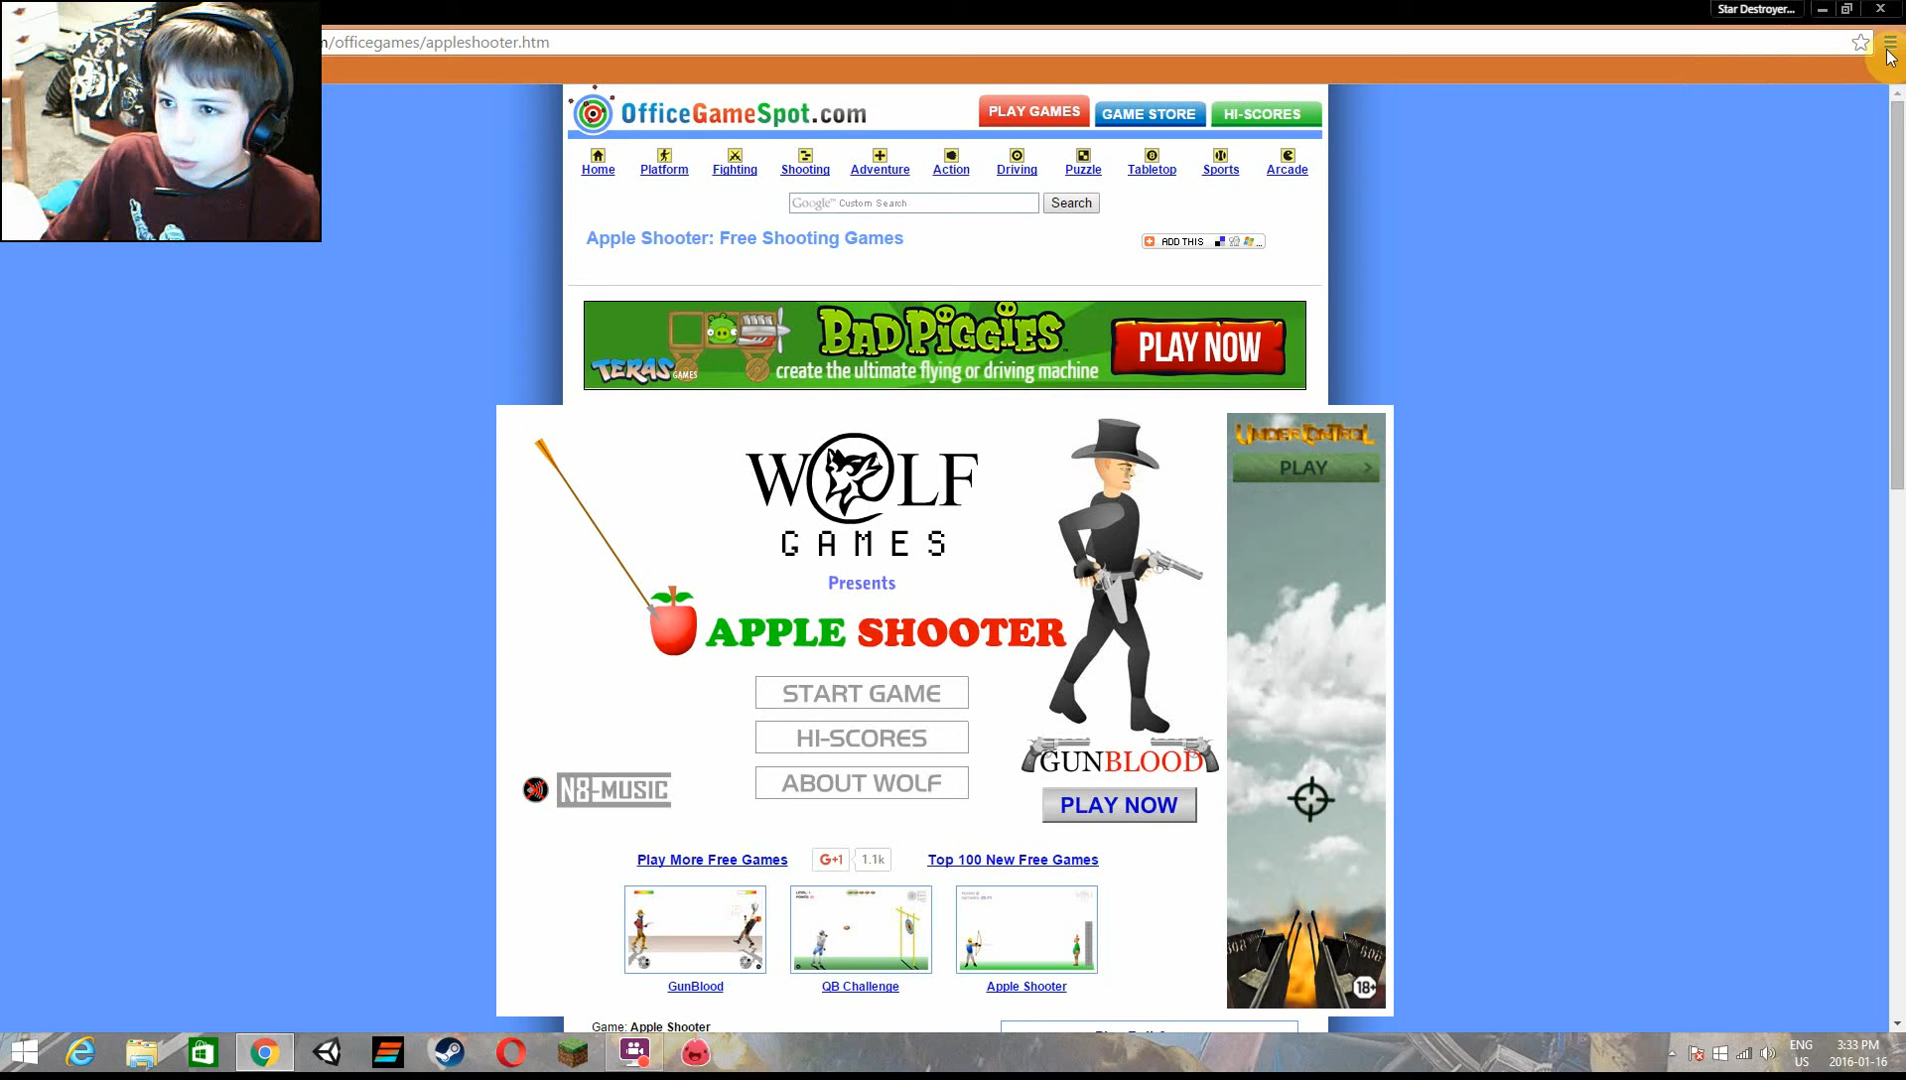 Star Destroyer...
m/officegames/appleshooter.htm
OfficeGameSpot.com
PLAY GAMES
GAME STORE
HI-SCORES
Home
Platform
Fighting
Shooting
Adventure
Action
Driving
Puzzle
Tabletop
Sports
Arcade
Google™ Custom Search
Search
Apple Shooter: Free Shooting Games
ADD THIS
TERAS GAMES
BAD PIGGIES
create the ultimate flying or driving machine
PLAY NOW
WOLF
GAMES
Presents
APPLE SHOOTER
START GAME
HI-SCORES
ABOUT WOLF
N8-MUSIC
GUNBLOOD
PLAY NOW
UNDER CONTROL
PLAY
18+
Play More Free Games
G+1
1.1k
Top 100 New Free Games
GunBlood
QB Challenge
Apple Shooter
Game: Apple Shooter
ENG
US
3:33 PM
2016-01-16